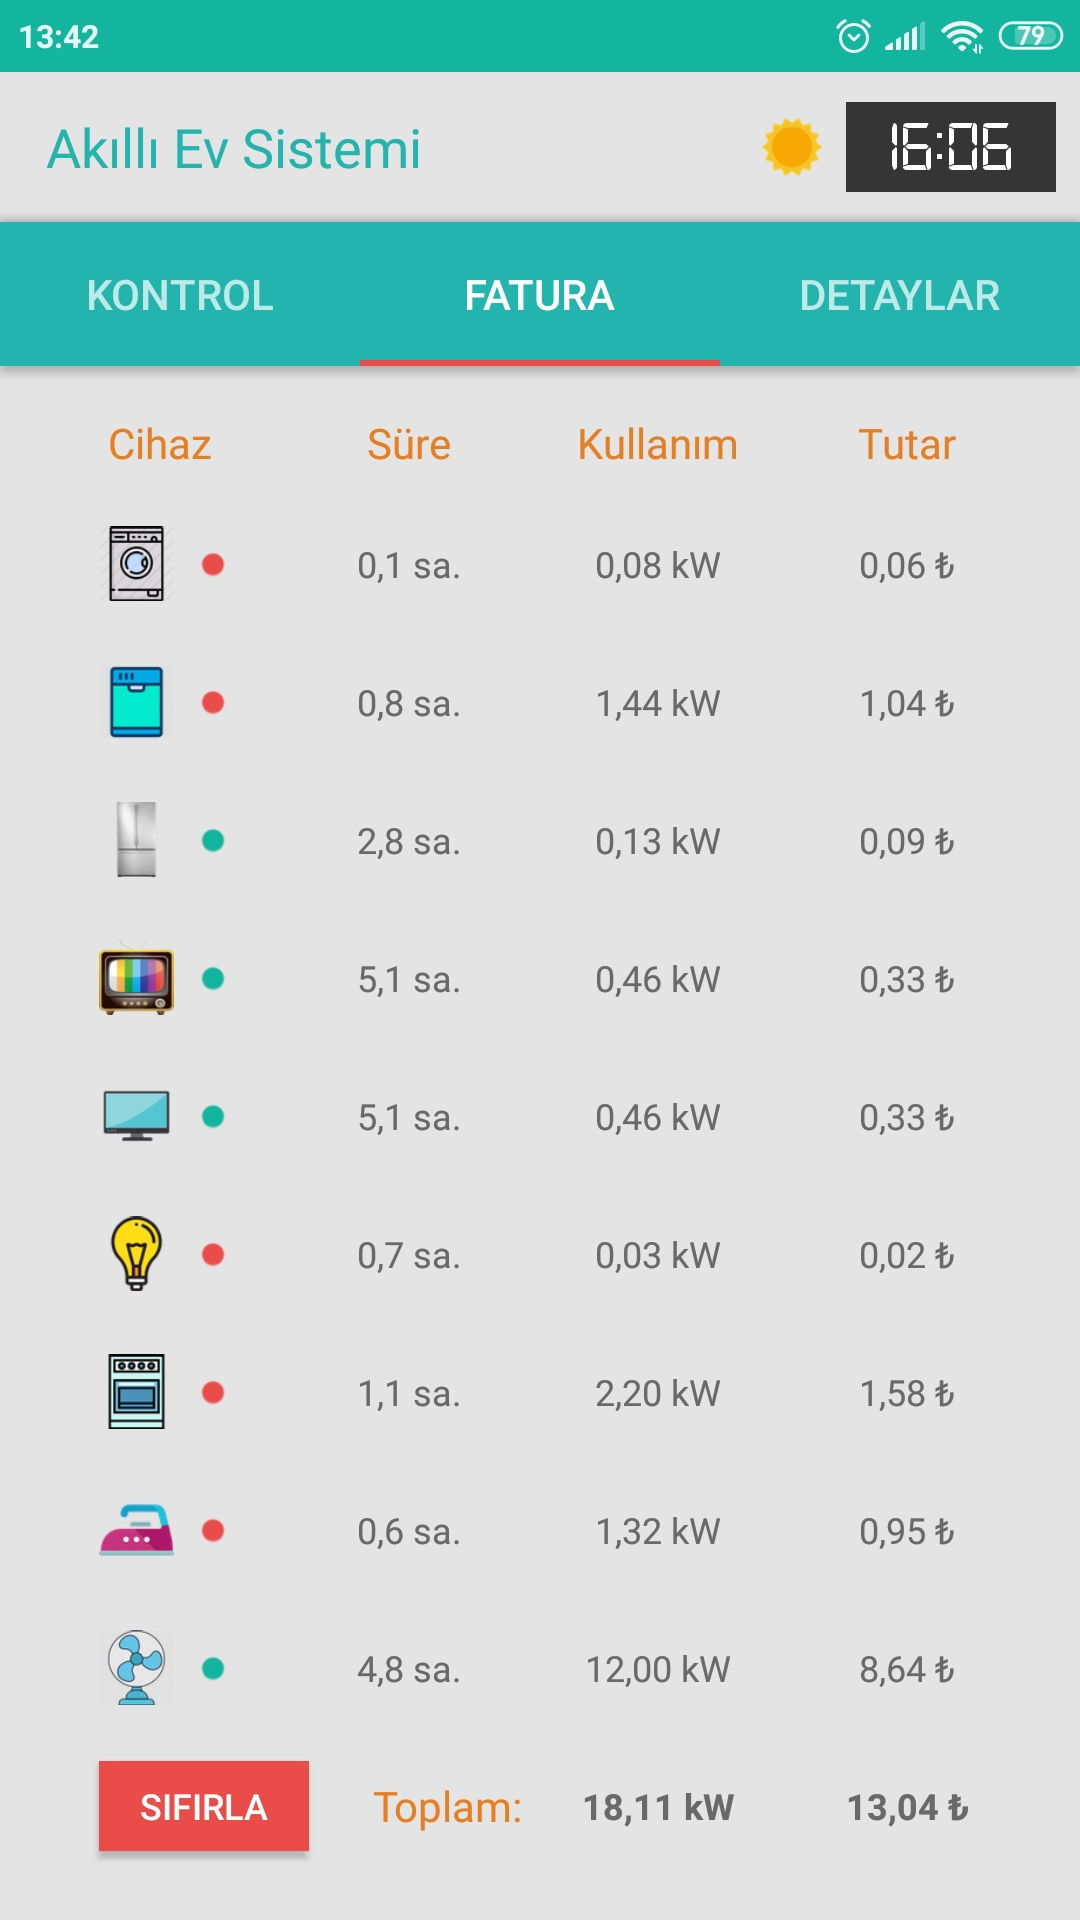 13:42 79
Akıllı Ev Sistemi 16:06
KONTROL FATURA DETAYLAR
Cihaz Süre Kullanım Tutar
0,1 sa. 0,08 kW 0,06 ₺
0,8 sa. 1,44 kW 1,04 ₺
2,8 sa. 0,13 kW 0,09 ₺
5,1 sa. 0,46 kW 0,33 ₺
5,1 sa. 0,46 kW 0,33 ₺
0,7 sa. 0,03 kW 0,02 ₺
1,1 sa. 2,20 kW 1,58 ₺
0,6 sa. 1,32 kW 0,95 ₺
4,8 sa. 12,00 kW 8,64 ₺
SIFIRLA Toplam: 18,11 kW 13,04 ₺